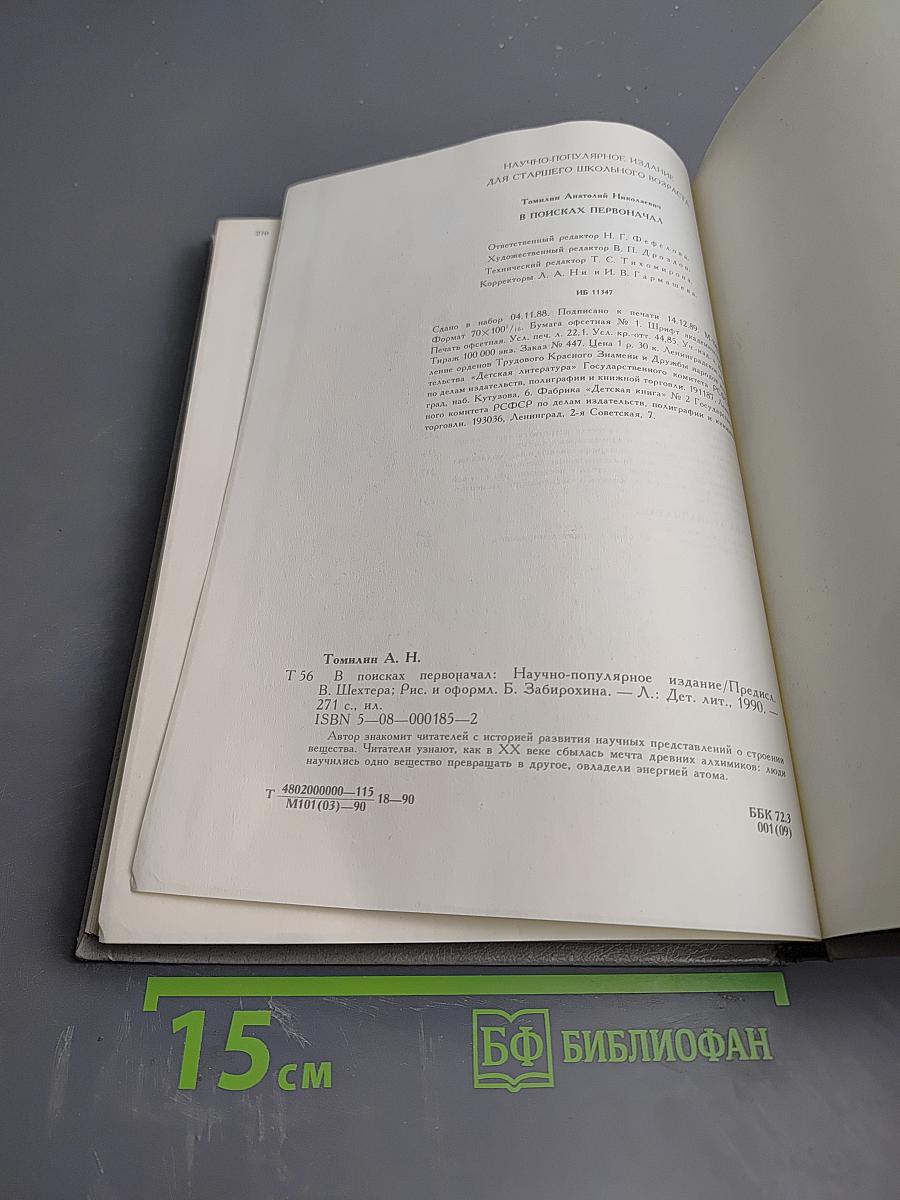 270
НАУЧНО-ПОПУЛЯРНОЕ ИЗДАНИЕ
ДЛЯ СТАРШЕГО ШКОЛЬНОГО ВОЗРАСТА
Томилин Анатолий Николаевич
В ПОИСКАХ ПЕРВОНАЧАЛ
Ответственный редактор Н. Г. Фефелова.
Художественный редактор В. П. Дроздов.
Технический редактор Т. С. Тихомирова.
Корректоры Л. А. Ни и И. В. Гармашева.
ИБ 11347
Сдано в набор 04.11.88. Подписано к печати 14.12.89.
Формат 70×100¹/₁₆. Бумага офсетная № 1. Шрифт
Печать офсетная. Усл. печ. л. 22,1. Усл. кр.-отт. 44,85.
Тираж 100 000 экз. Заказ № 447. Цена 1 р. 30 к. Ленинградское
ление орденов Трудового Красного Знамени и Дружбы народов
тельства «Детская литература» Государственного комитета
по делам издательств, полиграфии и книжной торговли. 191187,
град, наб. Кутузова, 6. Фабрика «Детская книга» № 2
ного комитета РСФСР по делам издательств, полиграфии и
торговли. 193036, Ленинград, 2-я Советская, 7.
Томилин А. Н.
Т 56 В поисках первоначал: Научно-популярное издание/Предисл.
В. Шехтера; Рис. и оформл. Б. Забирохина. — Л.: Дет. лит., 1990. —
271 с., ил.
ISBN 5—08—000185—2
Автор знакомит читателей с историей развития научных представлений о строении
вещества. Читатели узнают, как в XX веке сбылась мечта древних алхимиков: люди
научились одно вещество превращать в другое, овладели энергией атома.
Т 4802000000—115 18—90
М101(03)—90
ББК 72.3
001(09)
15 см
БФ БИБЛИОФАН